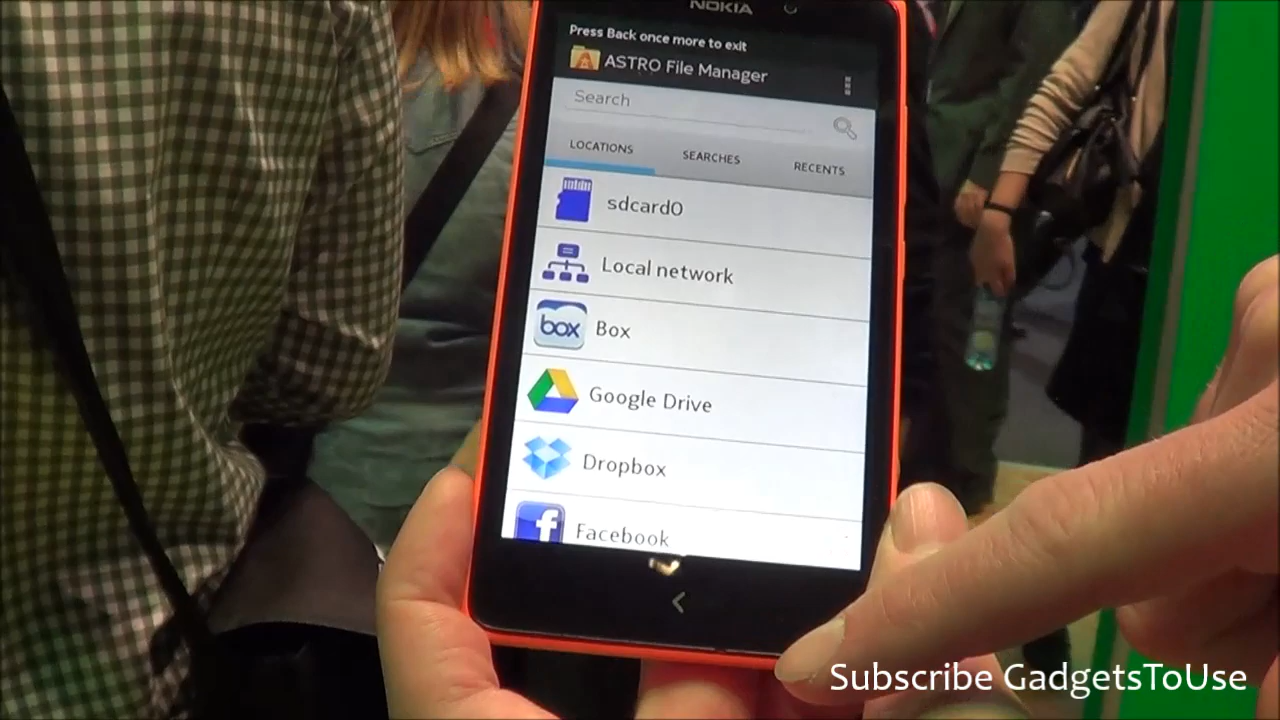 NOKIA
Press Back once more to exit
ASTRO File Manager
Search
LOCATIONS SEARCHES RECENTS
sdcard0
Local network
box Box
Google Drive
Dropbox
f Facebook
Subscribe GadgetsToUse